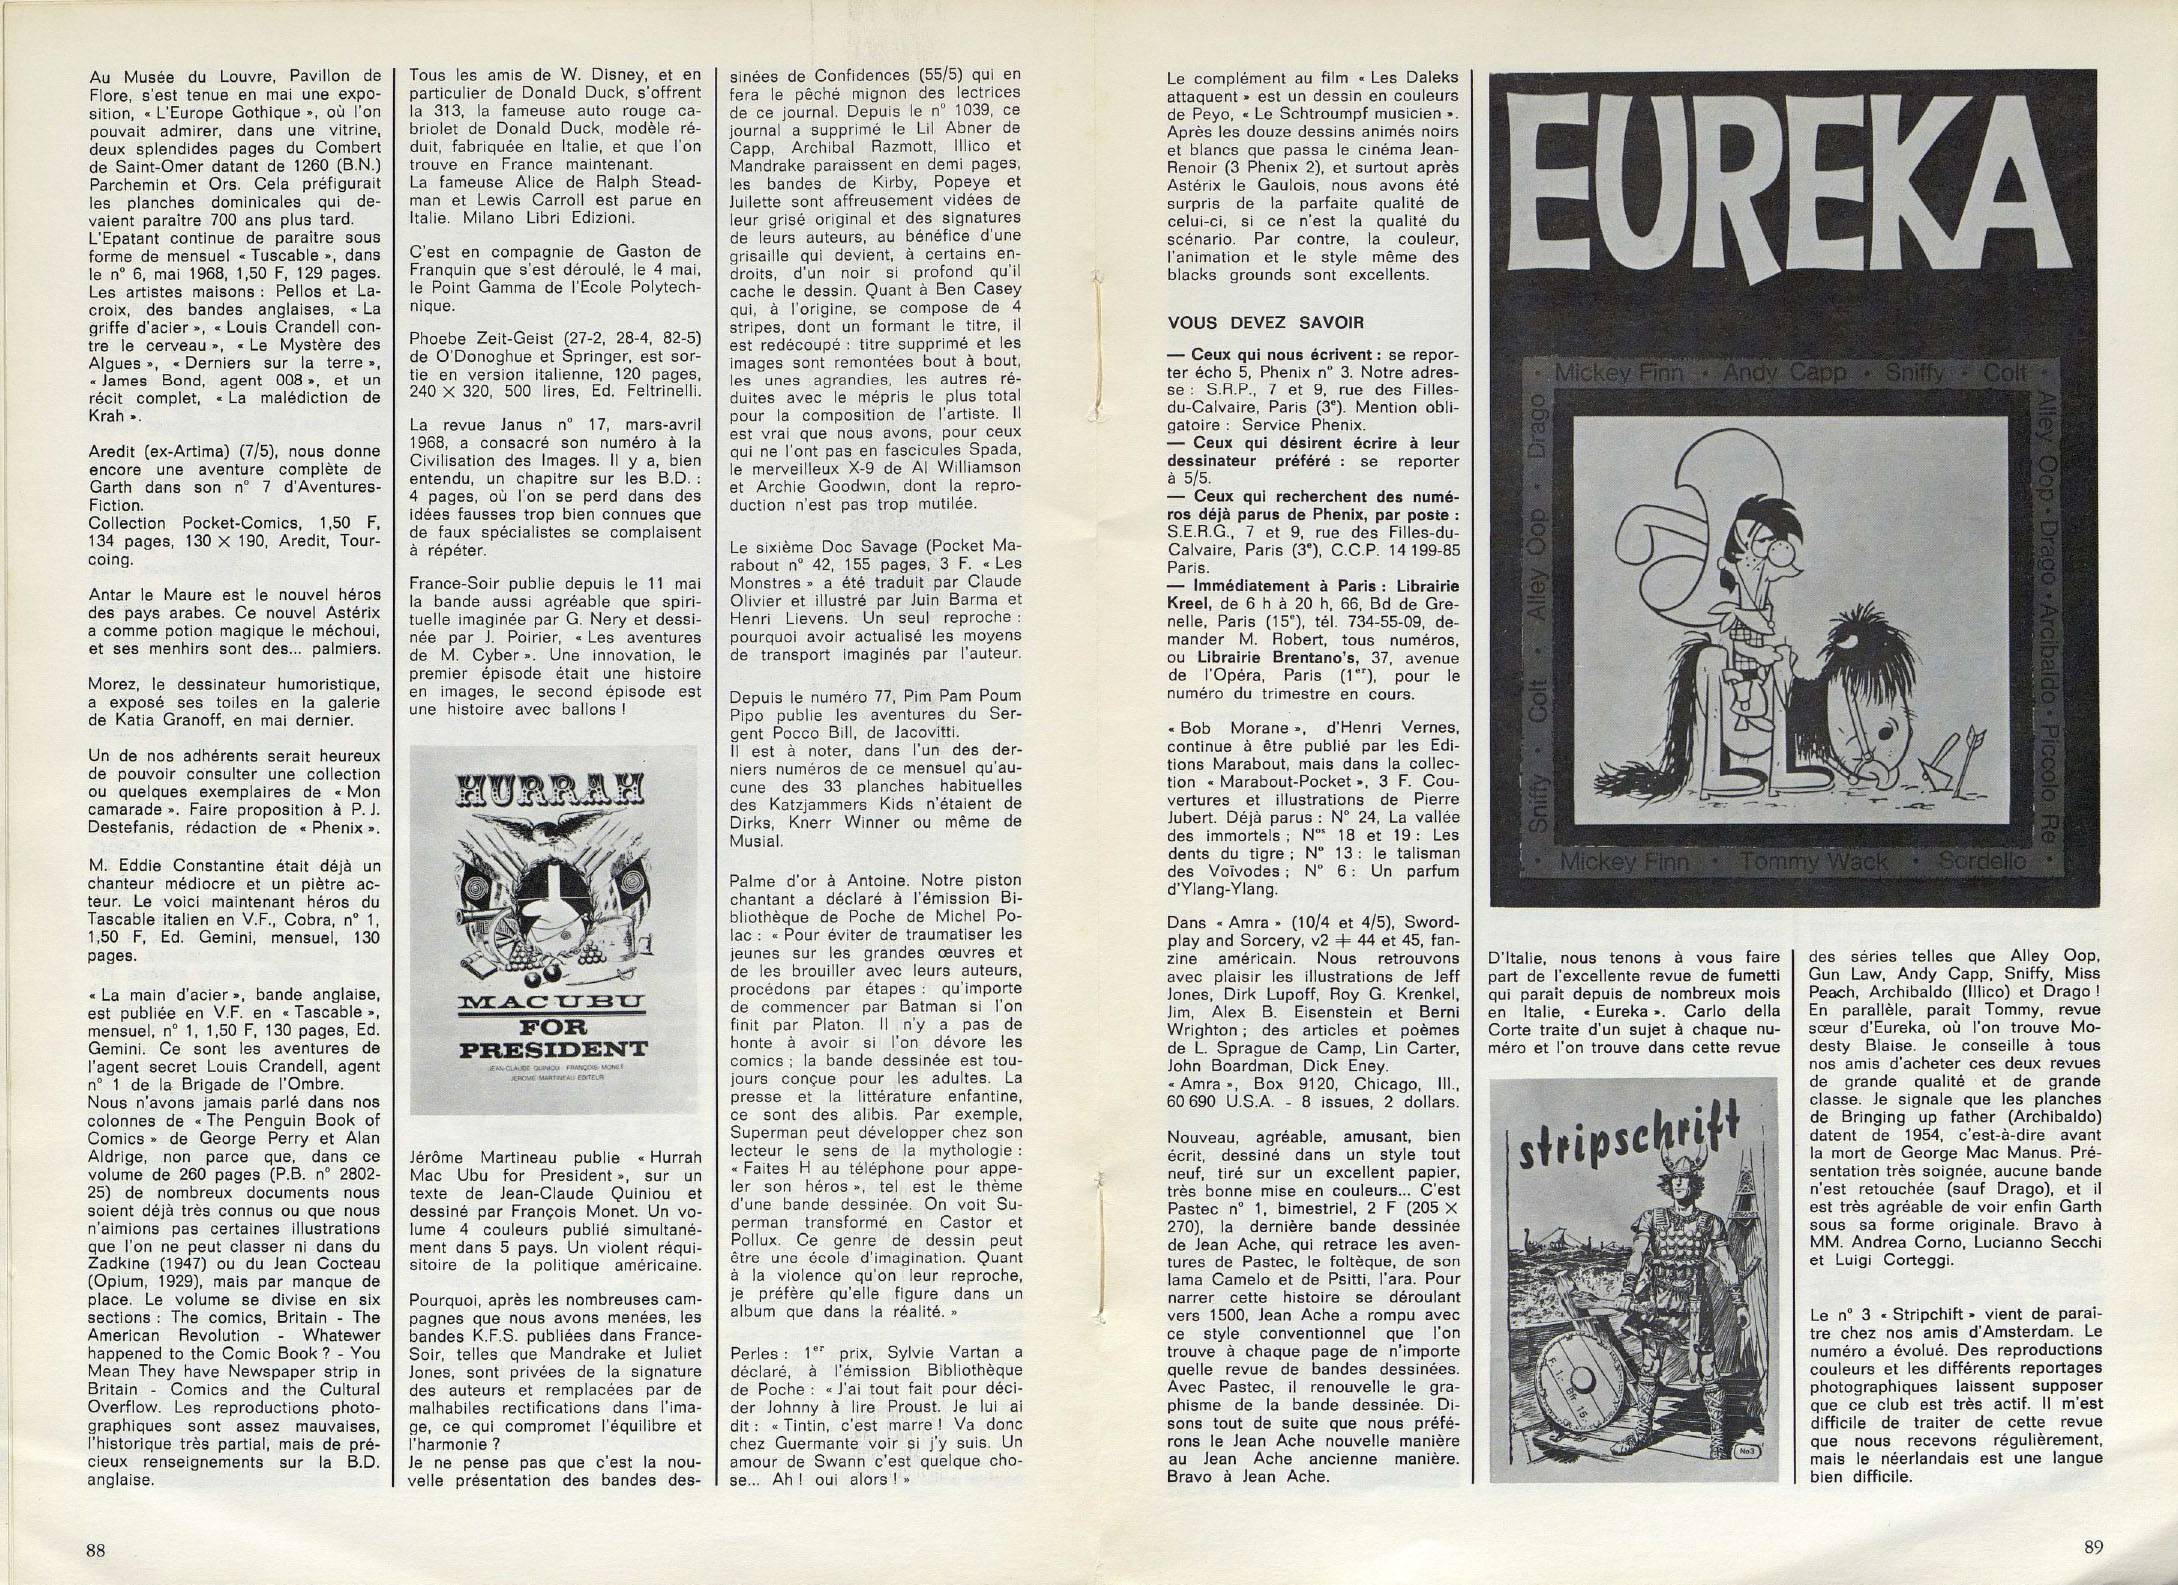 Au Musée du Louvre, Pavillon de
Flore, s'est tenue en mai une expo-
sition, « L'Europe Gothique », où l'on
pouvait admirer, dans une vitrine,
deux splendides pages du Combert
de Saint-Omer datant de 1260 (B.N.)
Parchemin et Ors. Cela préfigurait
les planches dominicales qui de-
vaient paraître 700 ans plus tard.
L'Epatant continue de paraître sous
forme de mensuel « Tuscable », dans
le n° 6, mai 1968, 1,50 F, 129 pages.
Les artistes maisons : Pellos et La-
croix, des bandes anglaises, « La
griffe d'acier », « Louis Crandell con-
tre le cerveau », « Le Mystère des
Algues », « Derniers sur la terre »,
« James Bond, agent 008 », et un
récit complet, « La malédiction de
Krah ».
Aredit (ex-Artima) (7/5), nous donne
encore une aventure complète de
Garth dans son n° 7 d'Aventures-
Fiction.
Collection Pocket-Comics, 1,50 F,
134 pages, 130 × 190, Aredit, Tour-
coing.
Antar le Maure est le nouvel héros
des pays arabes. Ce nouvel Astérix
a comme potion magique le méchoui,
et ses menhirs sont des... palmiers.
Morez, le dessinateur humoristique,
a exposé ses toiles en la galerie
de Katia Granoff, en mai dernier.
Un de nos adhérents serait heureux
de pouvoir consulter une collection
ou quelques exemplaires de « Mon
camarade ». Faire proposition à P. J.
Destefanis, rédaction de « Phenix ».
M. Eddie Constantine était déjà un
chanteur médiocre et un piètre ac-
teur. Le voici maintenant héros du
Tascable italien en V.F., Cobra, n° 1,
1,50 F, Ed. Gemini, mensuel, 130
pages.
« La main d'acier », bande anglaise,
est publiée en V.F. en « Tascable »,
mensuel, n° 1, 1,50 F, 130 pages, Ed.
Gemini. Ce sont les aventures de
l'agent secret Louis Crandell, agent
n° 1 de la Brigade de l'Ombre.
Nous n'avons jamais parlé dans nos
colonnes de « The Penguin Book of
Comics » de George Perry et Alan
Aldrige, non parce que, dans ce
volume de 260 pages (P.B. n° 2802-
25) de nombreux documents nous
soient déjà très connus ou que nous
n'aimions pas certaines illustrations
que l'on ne peut classer ni dans du
Zadkine (1947) ou du Jean Cocteau
(Opium, 1929), mais par manque de
place. Le volume se divise en six
sections : The comics, Britain - The
American Revolution - Whatewer
happened to the Comic Book ? - You
Mean They have Newspaper strip in
Britain - Comics and the Cultural
Overflow. Les reproductions photo-
graphiques sont assez mauvaises,
l'historique très partial, mais de pré-
cieux renseignements sur la B.D.
anglaise.
88
Tous les amis de W. Disney, et en
particulier de Donald Duck, s'offrent
la 313, la fameuse auto rouge ca-
briolet de Donald Duck, modèle ré-
duit, fabriquée en Italie, et que l'on
trouve en France maintenant.
La fameuse Alice de Ralph Stead-
man et Lewis Carroll est parue en
Italie. Milano Libri Edizioni.
C'est en compagnie de Gaston de
Franquin que s'est déroulé, le 4 mai,
le Point Gamma de l'Ecole Polytech-
nique.
Phoebe Zeit-Geist (27-2, 28-4, 82-5)
de O'Donoghue et Springer, est sor-
tie en version italienne, 120 pages,
240 × 320, 500 lires, Ed. Feltrinelli.
La revue Janus n° 17, mars-avril
1968, a consacré son numéro à la
Civilisation des Images. Il y a, bien
entendu, un chapitre sur les B.D. :
4 pages, où l'on se perd dans des
idées fausses trop bien connues que
de faux spécialistes se complaisent
à répéter.
France-Soir publie depuis le 11 mai
la bande aussi agréable que spiri-
tuelle imaginée par G. Nery et dessi-
née par J. Poirier, « Les aventures
de M. Cyber ». Une innovation, le
premier épisode était une histoire
en images, le second épisode est
une histoire avec ballons !
HURRAH
MAC UBU
FOR
PRESIDENT
JEAN-CLAUDE QUINIOU FRANÇOIS MONET
JEROME MARTINEAU EDITEUR
Jérôme Martineau publie « Hurrah
Mac Ubu for President », sur un
texte de Jean-Claude Quiniou et
dessiné par François Monet. Un vo-
lume 4 couleurs publié simultané-
ment dans 5 pays. Un violent réqui-
sitoire de la politique américaine.
Pourquoi, après les nombreuses cam-
pagnes que nous avons menées, les
bandes K.F.S. publiées dans France-
Soir, telles que Mandrake et Juliet
Jones, sont privées de la signature
des auteurs et remplacées par de
malhabiles rectifications dans l'ima-
ge, ce qui compromet l'équilibre et
l'harmonie ?
Je ne pense pas que c'est la nou-
velle présentation des bandes des-
sinées de Confidences (55/5) qui en
fera le pêché mignon des lectrices
de ce journal. Depuis le n° 1039, ce
journal a supprimé le Lil Abner de
Capp, Archibal Razmott, Illico et
Mandrake paraissent en demi pages,
les bandes de Kirby, Popeye et
Juilette sont affreusement vidées de
leur grisé original et des signatures
de leurs auteurs, au bénéfice d'une
grisaille qui devient, à certains en-
droits, d'un noir si profond qu'il
cache le dessin. Quant à Ben Casey
qui, à l'origine, se compose de 4
stripes, dont un formant le titre, il
est redécoupé : titre supprimé et les
images sont remontées bout à bout,
les unes agrandies, les autres ré-
duites avec le mépris le plus total
pour la composition de l'artiste. Il
est vrai que nous avons, pour ceux
qui ne l'ont pas en fascicules Spada,
le merveilleux X-9 de Al Williamson
et Archie Goodwin, dont la repro-
duction n'est pas trop mutilée.
Le sixième Doc Savage (Pocket Ma-
rabout n° 42, 155 pages, 3 F. « Les
Monstres » a été traduit par Claude
Olivier et illustré par Juin Barma et
Henri Lievens. Un seul reproche :
pourquoi avoir actualisé les moyens
de transport imaginés par l'auteur.
Depuis le numéro 77, Pim Pam Poum
Pipo publie les aventures du Ser-
gent Pocco Bill, de Jacovitti.
Il est à noter, dans l'un des der-
niers numéros de ce mensuel qu'au-
cune des 33 planches habituelles
des Katzjammers Kids n'étaient de
Dirks, Knerr Winner ou même de
Musial.
Palme d'or à Antoine. Notre piston
chantant a déclaré à l'émission Bi-
bliothèque de Poche de Michel Po-
lac : « Pour éviter de traumatiser les
jeunes sur les grandes œuvres et
de les brouiller avec leurs auteurs,
procédons par étapes : qu'importe
de commencer par Batman si l'on
finit par Platon. Il n'y a pas de
honte à avoir si l'on dévore les
comics ; la bande dessinée est tou-
jours conçue pour les adultes. La
presse et la littérature enfantine,
ce sont des alibis. Par exemple,
Superman peut développer chez son
lecteur le sens de la mythologie :
« Faites H au téléphone pour appe-
ler son héros », tel est le thème
d'une bande dessinée. On voit Su-
perman transformé en Castor et
Pollux. Ce genre de dessin peut
être une école d'imagination. Quant
à la violence qu'on leur reproche,
je préfère qu'elle figure dans un
album que dans la réalité. »
Perles : 1er prix, Sylvie Vartan a
déclaré, à l'émission Bibliothèque
de Poche : « J'ai tout fait pour déci-
der Johnny à lire Proust. Je lui ai
dit : « Tintin, c'est marre ! Va donc
chez Guermante voir si j'y suis. Un
amour de Swann c'est quelque cho-
se... Ah ! oui alors ! »
Le complément au film « Les Daleks
attaquent » est un dessin en couleurs
de Peyo, « Le Schtroumpf musicien ».
Après les douze dessins animés noirs
et blancs que passa le cinéma Jean-
Renoir (3 Phenix 2), et surtout après
Astérix le Gaulois, nous avons été
surpris de la parfaite qualité de
celui-ci, si ce n'est la qualité du
scénario. Par contre, la couleur,
l'animation et le style même des
blacks grounds sont excellents.
VOUS DEVEZ SAVOIR
— Ceux qui nous écrivent : se repor-
ter écho 5, Phenix n° 3. Notre adres-
se : S.R.P., 7 et 9, rue des Filles-
du-Calvaire, Paris (3e). Mention obli-
gatoire : Service Phenix.
— Ceux qui désirent écrire à leur
dessinateur préféré : se reporter
à 5/5.
— Ceux qui recherchent des numé-
ros déjà parus de Phenix, par poste :
S.E.R.G., 7 et 9, rue des Filles-du-
Calvaire, Paris (3e), C.C.P. 14 199-85
Paris.
— Immédiatement à Paris : Librairie
Kreel, de 6 h à 20 h, 66, Bd de Gre-
nelle, Paris (15e), tél. 734-55-09, de-
mander M. Robert, tous numéros,
ou Librairie Brentano's, 37, avenue
de l'Opéra, Paris (1er), pour le
numéro du trimestre en cours.
« Bob Morane », d'Henri Vernes,
continue à être publié par les Edi-
tions Marabout, mais dans la collec-
tion « Marabout-Pocket », 3 F. Cou-
vertures et illustrations de Pierre
Jubert. Déjà parus : N° 24, La vallée
des immortels ; Nos 18 et 19 : Les
dents du tigre ; N° 13 : le talisman
des Voïvodes ; N° 6 : Un parfum
d'Ylang-Ylang.
Dans « Amra » (10/4 et 4/5), Sword-
play and Sorcery, v2 ≠ 44 et 45, fan-
zine américain. Nous retrouvons
avec plaisir les illustrations de Jeff
Jones, Dirk Lupoff, Roy G. Krenkel,
Jim, Alex B. Eisenstein et Berni
Wrighton ; des articles et poèmes
de L. Sprague de Camp, Lin Carter,
John Boardman, Dick Eney.
« Amra », Box 9120, Chicago, Ill.,
60 690 U.S.A. - 8 issues, 2 dollars.
Nouveau, agréable, amusant, bien
écrit, dessiné dans un style tout
neuf, tiré sur un excellent papier,
très bonne mise en couleurs... C'est
Pastec n° 1, bimestriel, 2 F (205 ×
270), la dernière bande dessinée
de Jean Ache, qui retrace les aven-
tures de Pastec, le foltèque, de son
lama Camelo et de Psitti, l'ara. Pour
narrer cette histoire se déroulant
vers 1500, Jean Ache a rompu avec
ce style conventionnel que l'on
trouve à chaque page de n'importe
quelle revue de bandes dessinées.
Avec Pastec, il renouvelle le gra-
phisme de la bande dessinée. Di-
sons tout de suite que nous préfé-
rons le Jean Ache nouvelle manière
au Jean Ache ancienne manière.
Bravo à Jean Ache.
EUREKA
• Mickey Finn • Andy Capp • Sniffy • Colt •
Alley Oop • Drago • Arcibaldo • Piccolo Re
Sniffy • Colt • Alley Oop • Drago
• Mickey Finn • Tommy Wack • Sordello •
D'Italie, nous tenons à vous faire
part de l'excellente revue de fumetti
qui paraît depuis de nombreux mois
en Italie, « Eureka ». Carlo della
Corte traite d'un sujet à chaque nu-
méro et l'on trouve dans cette revue
stripschrift
F. 1.- Bfr. 15.
No3
des séries telles que Alley Oop,
Gun Law, Andy Capp, Sniffy, Miss
Peach, Archibaldo (Illico) et Drago !
En parallèle, paraît Tommy, revue
sœur d'Eureka, où l'on trouve Mo-
desty Blaise. Je conseille à tous
nos amis d'acheter ces deux revues
de grande qualité et de grande
classe. Je signale que les planches
de Bringing up father (Archibaldo)
datent de 1954, c'est-à-dire avant
la mort de George Mac Manus. Pré-
sentation très soignée, aucune bande
n'est retouchée (sauf Drago), et il
est très agréable de voir enfin Garth
sous sa forme originale. Bravo à
MM. Andrea Corno, Lucianno Secchi
et Luigi Corteggi.
Le n° 3 « Stripchift » vient de paraî-
tre chez nos amis d'Amsterdam. Le
numéro a évolué. Des reproductions
couleurs et les différents reportages
photographiques laissent supposer
que ce club est très actif. Il m'est
difficile de traiter de cette revue
que nous recevons régulièrement,
mais le néerlandais est une langue
bien difficile.
89